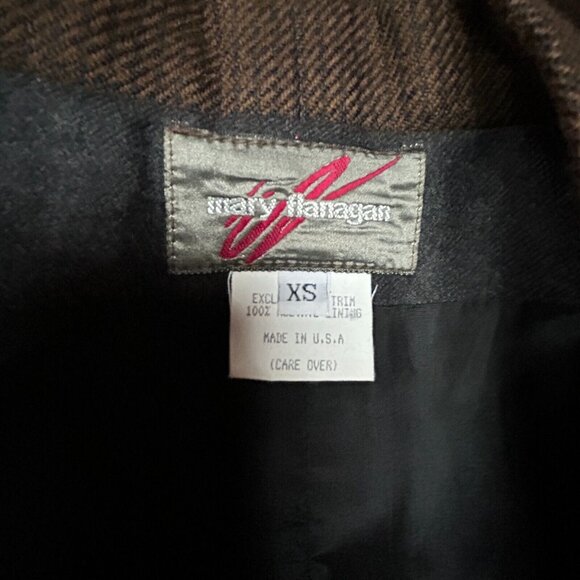 mary flanagan
XS
EXCL TRIM
100% LINING
MADE IN U.S.A
(CARE OVER)